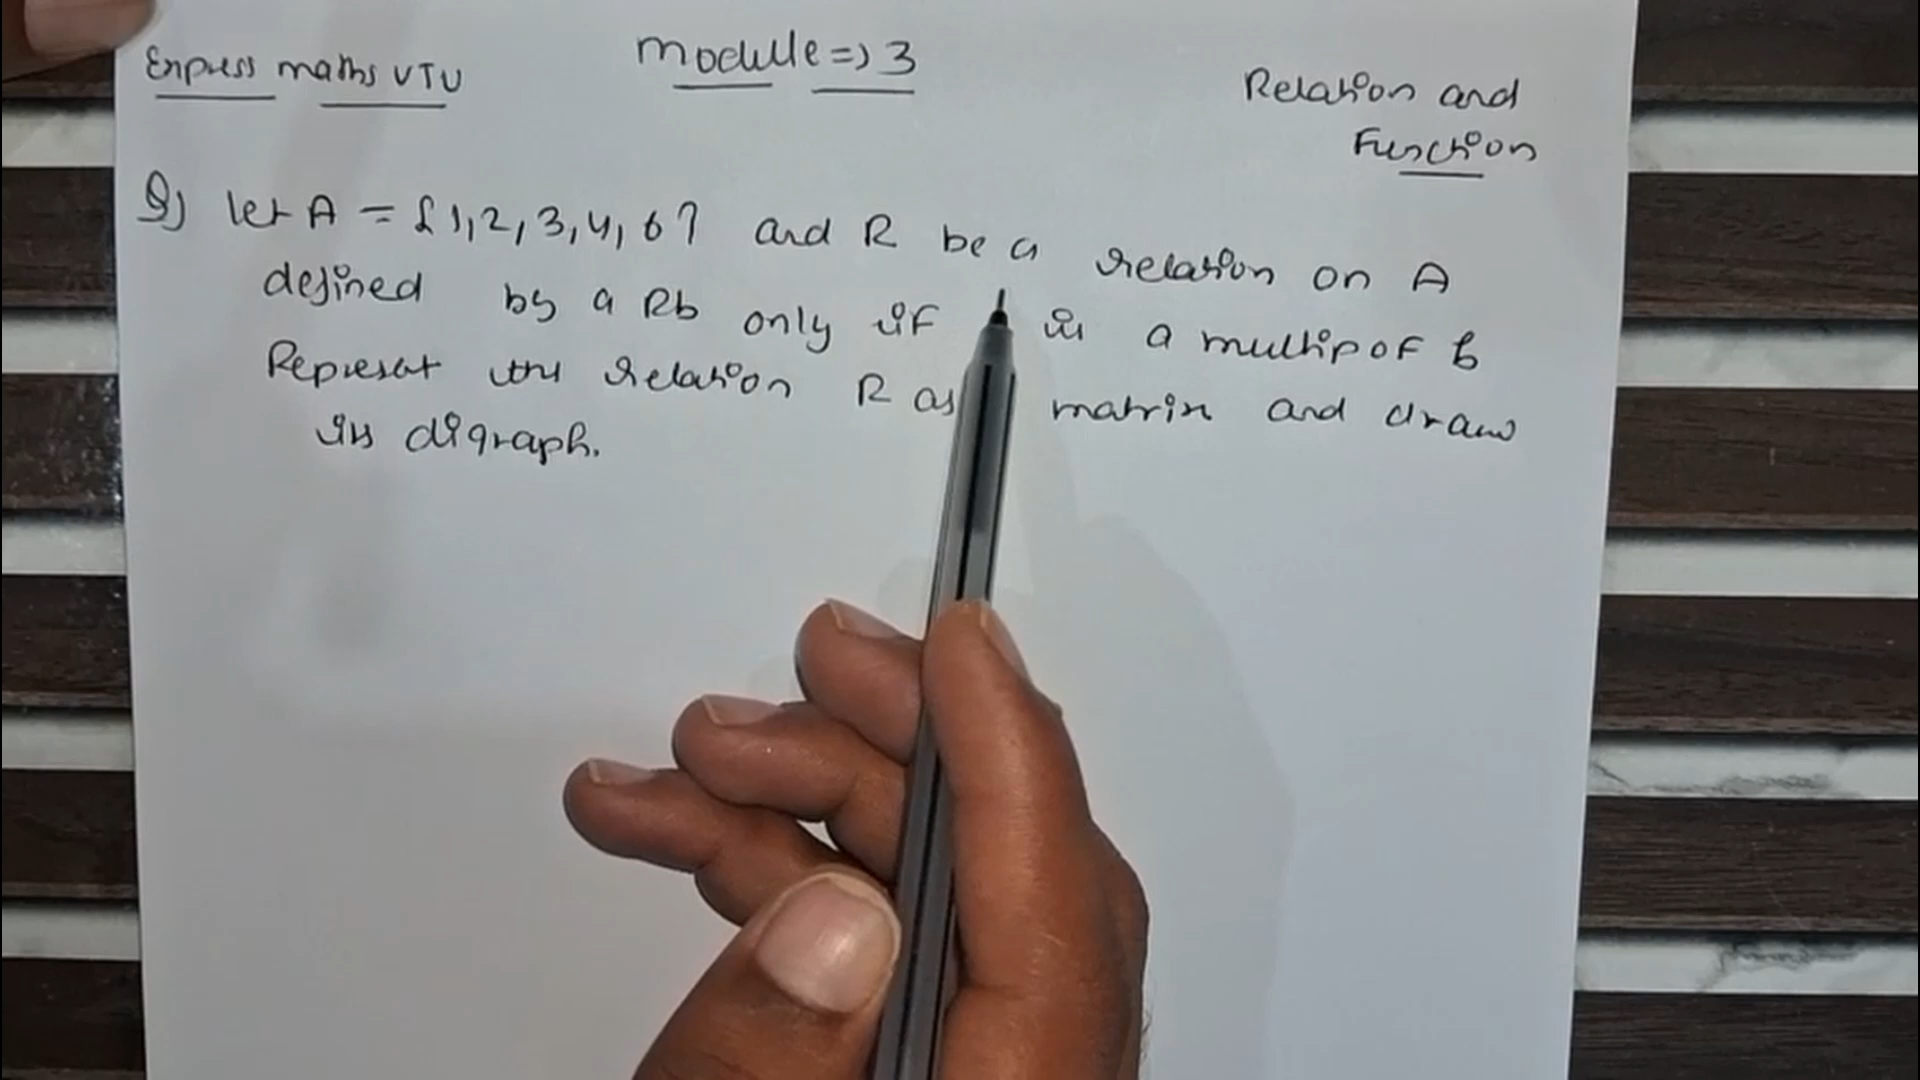 Express maths VTU
module => 3
Relation and
Function
Q) let A = {1, 2, 3, 4, 6} and R be a relation on A
defined by a Rb only if is a multip of b
Represent the relation R as matrix and draw
its digraph.